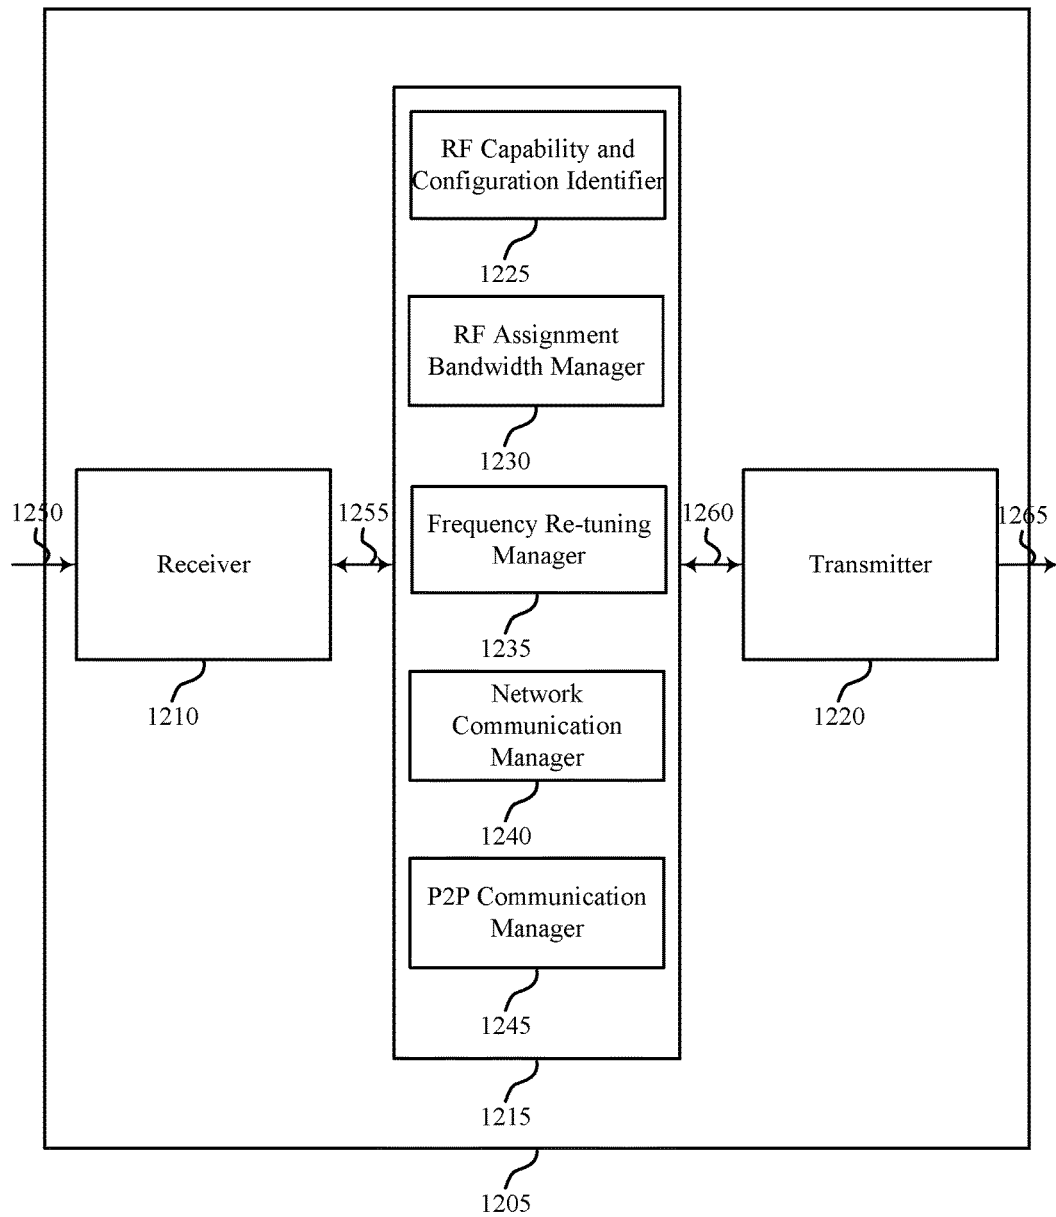 RF Capability and
Configuration Identifier
1225
RF Assignment
Bandwidth Manager
1230
1250
Receiver
1210
1255
Frequency Re-tuning
Manager
1235
1260
Transmitter
1220
1265
Network
Communication
Manager
1240
P2P Communication
Manager
1245
1215
1205